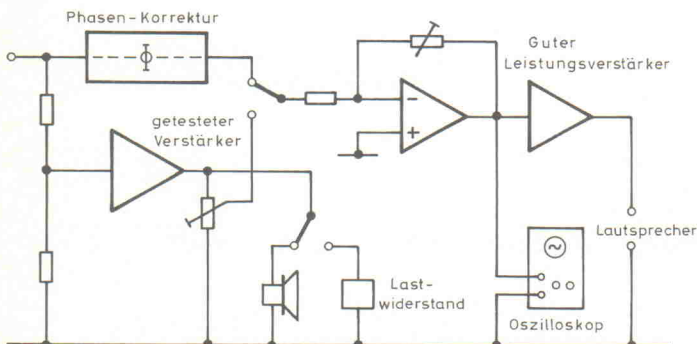 Phasen-Korrektur
Φ
Guter
Leistungsverstärker
getesteter
Verstärker
−
+
Lautsprecher
Last-
widerstand
Oszilloskop